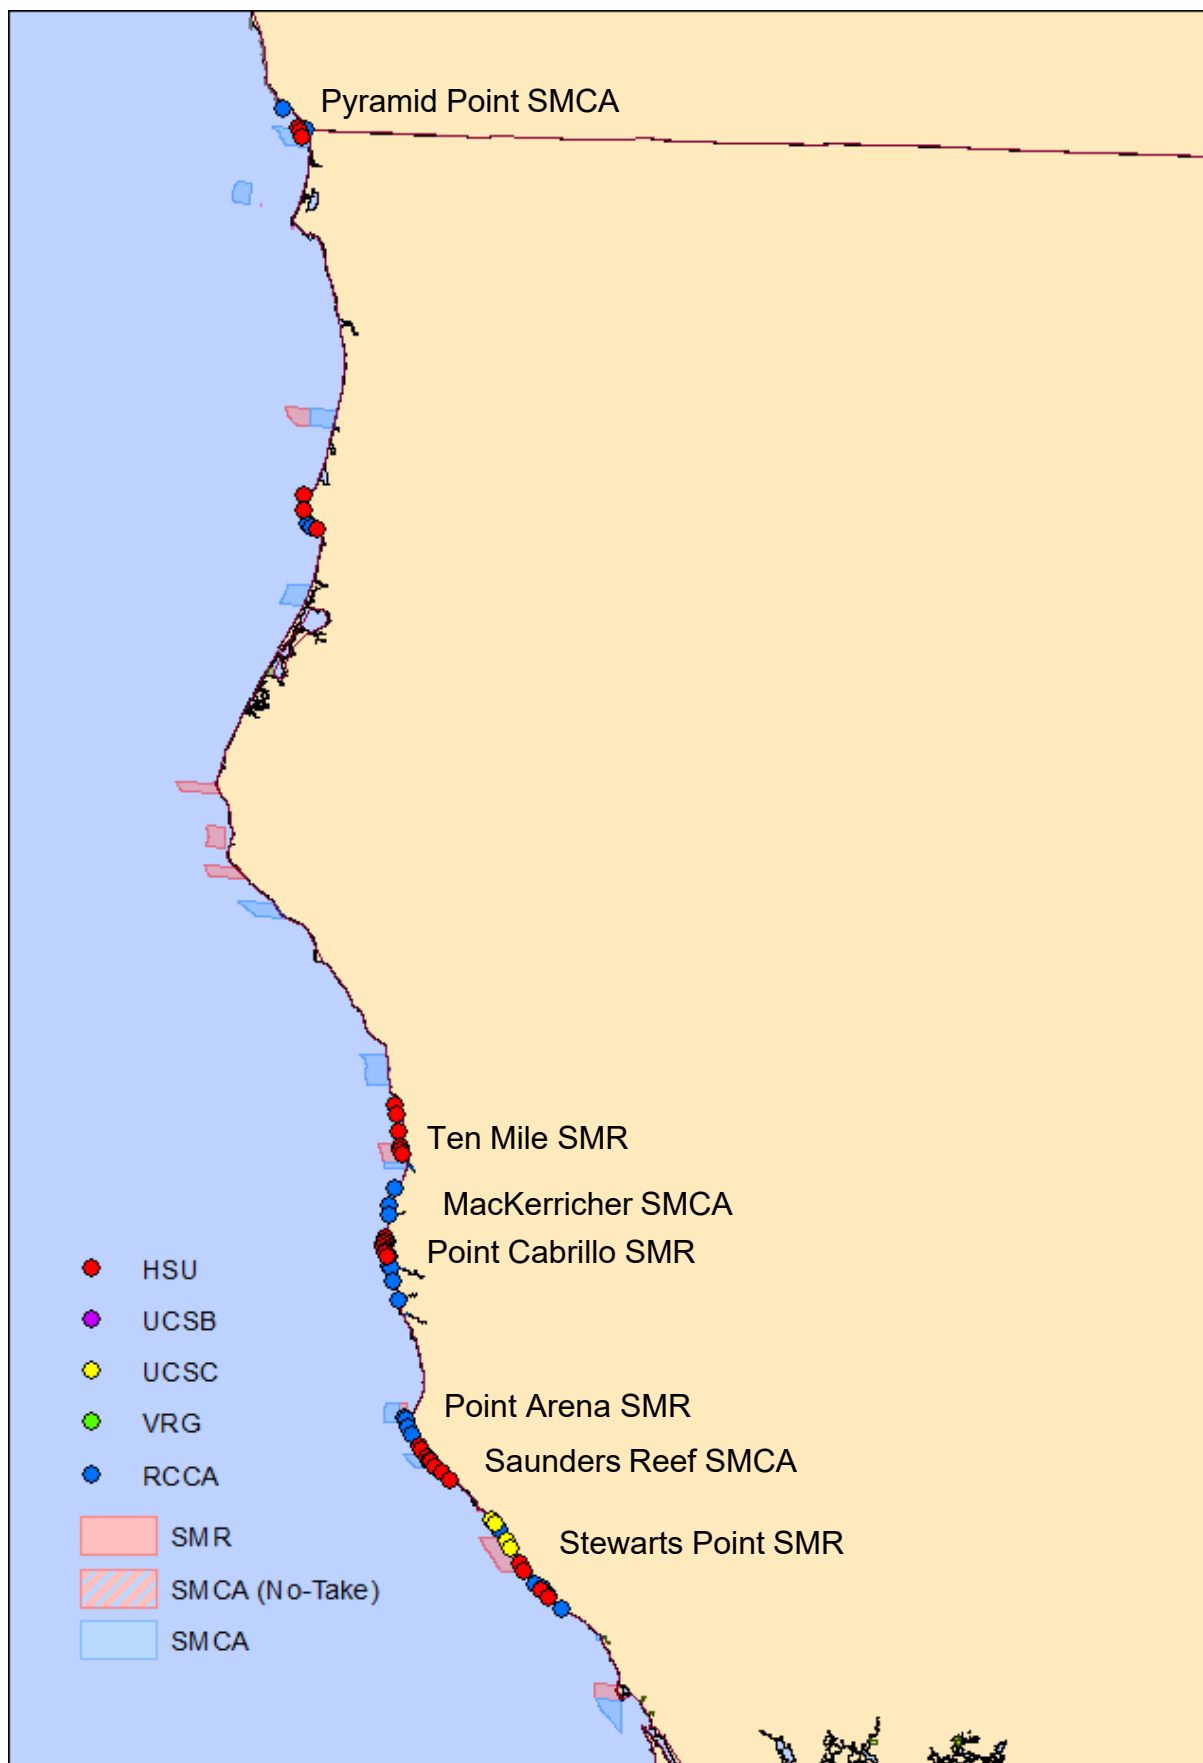 Pyramid Point SMCA
Ten Mile SMR
MacKerricher SMCA
Point Cabrillo SMR
HSU
UCSB
UCSC
VRG
RCCA
SMR
SMCA (No-Take)
SMCA
Point Arena SMR
Saunders Reef SMCA
Stewarts Point SMR